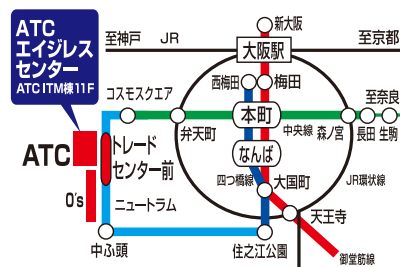 ATC
エイジレス
センター
ATC ITM棟11F
至神戸 JR
新大阪
大阪駅
至京都
西梅田
梅田
コスモスクエア
弁天町
本町
中央線
森ノ宮
至奈良
長田
生駒
ATC
トレード
センター前
なんば
O's
ニュートラム
四つ橋線
大国町
JR環状線
天王寺
中ふ頭
住之江公園
御堂筋線